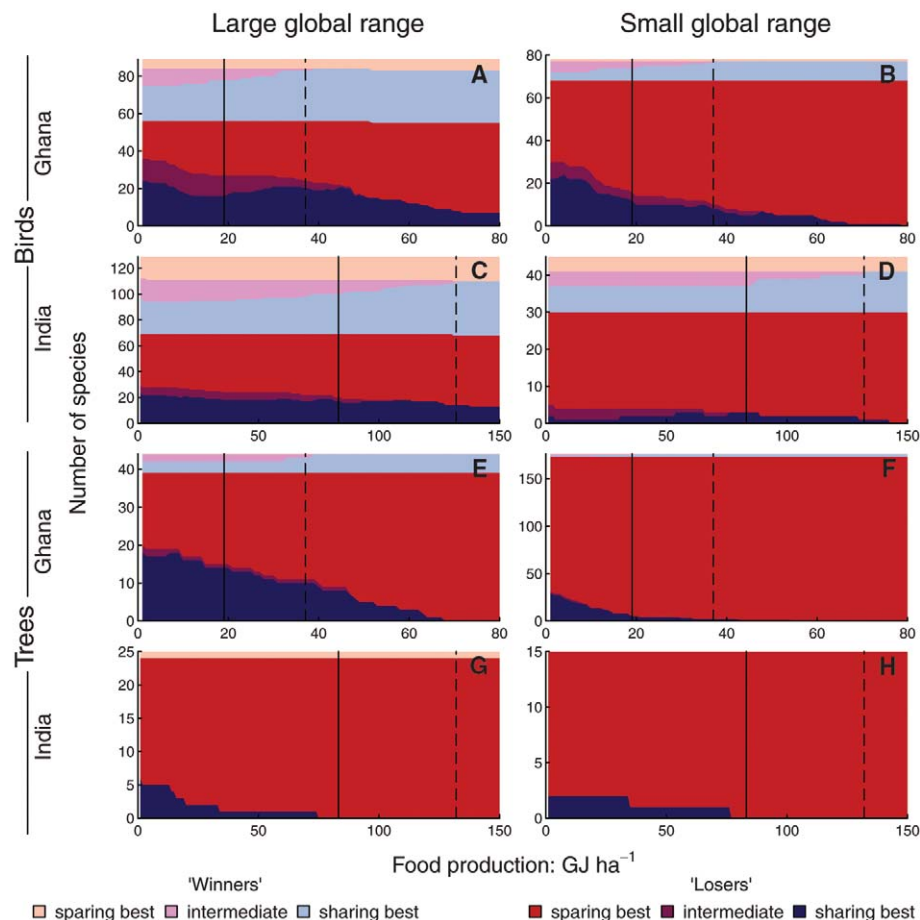 Large global range
Small global range
Birds
Ghana
India
Trees
Ghana
India
Number of species
A
80
60
40
20
0
0 20 40 60 80
B
80
60
40
20
0
0 20 40 60 80
C
120
100
80
60
40
20
0
0 50 100 150
D
40
30
20
10
0
0 50 100 150
E
40
30
20
10
0
0 20 40 60 80
F
150
100
50
0
0 20 40 60 80
G
25
20
15
10
5
0
0 50 100 150
H
15
10
5
0
0 50 100 150
Food production: GJ ha⁻¹
'Winners' 'Losers'
sparing best intermediate sharing best sparing best intermediate sharing best